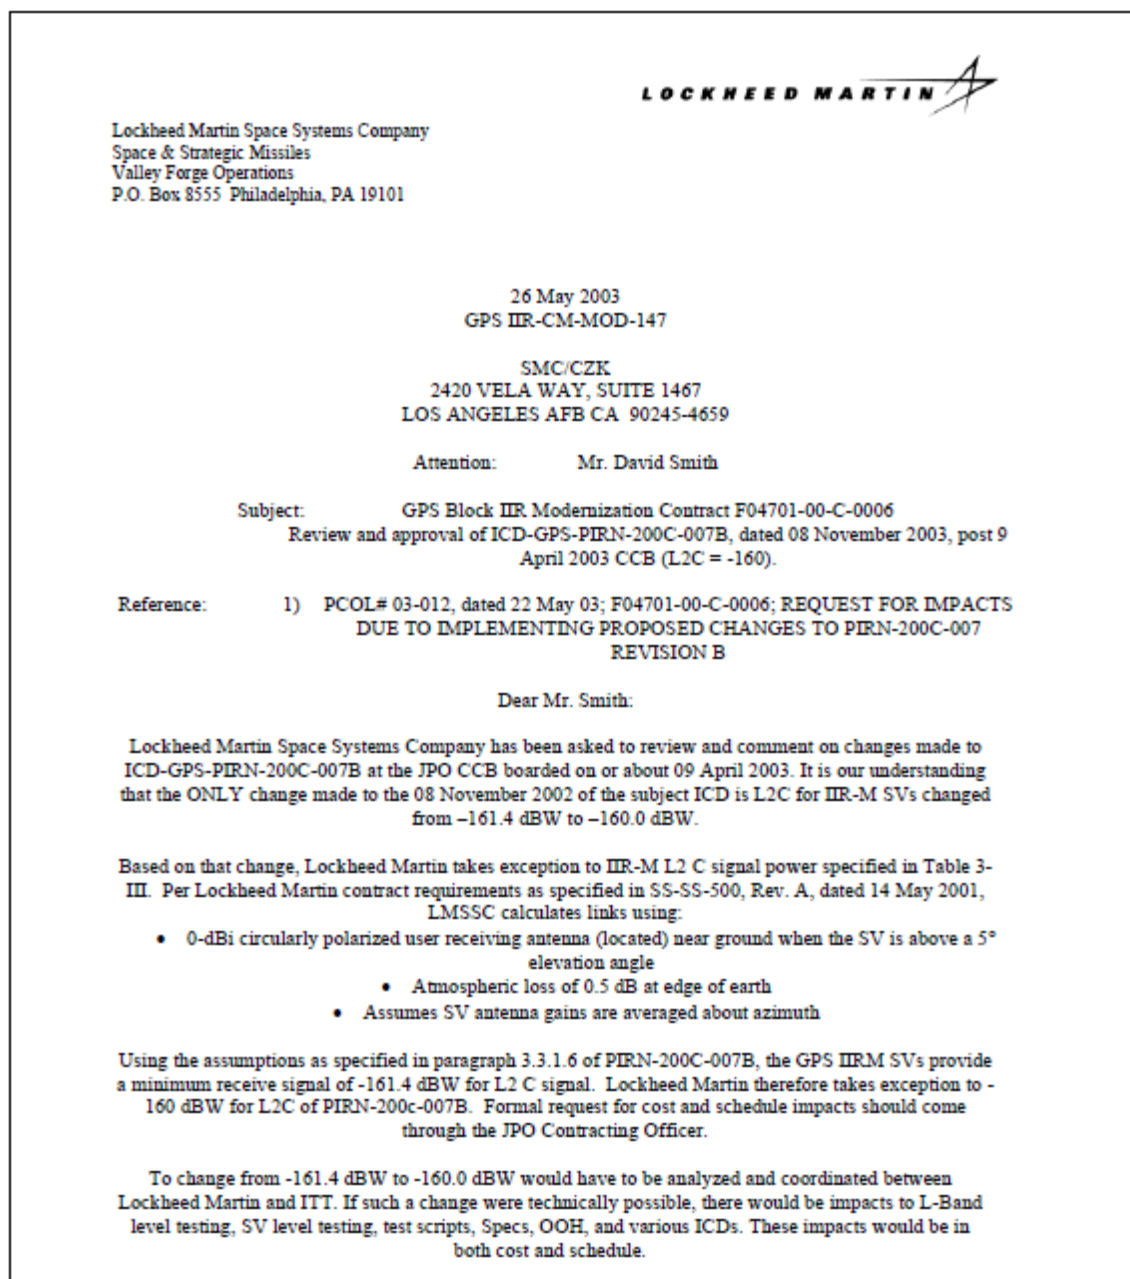 LOCKHEED MARTIN
Lockheed Martin Space Systems Company
Space & Strategic Missiles
Valley Forge Operations
P.O. Box 8555 Philadelphia, PA 19101
26 May 2003
GPS IIR-CM-MOD-147
SMC/CZK
2420 VELA WAY, SUITE 1467
LOS ANGELES AFB CA 90245-4659
Attention: Mr. David Smith
Subject: GPS Block IIR Modernization Contract F04701-00-C-0006
Review and approval of ICD-GPS-PIRN-200C-007B, dated 08 November 2003, post 9
April 2003 CCB (L2C = -160).
Reference: 1) PCOL# 03-012, dated 22 May 03; F04701-00-C-0006; REQUEST FOR IMPACTS
DUE TO IMPLEMENTING PROPOSED CHANGES TO PIRN-200C-007
REVISION B
Dear Mr. Smith:
Lockheed Martin Space Systems Company has been asked to review and comment on changes made to
ICD-GPS-PIRN-200C-007B at the JPO CCB boarded on or about 09 April 2003. It is our understanding
that the ONLY change made to the 08 November 2002 of the subject ICD is L2C for IIR-M SVs changed
from –161.4 dBW to –160.0 dBW.
Based on that change, Lockheed Martin takes exception to IIR-M L2 C signal power specified in Table 3-
III. Per Lockheed Martin contract requirements as specified in SS-SS-500, Rev. A, dated 14 May 2001,
LMSSC calculates links using:
• 0-dBi circularly polarized user receiving antenna (located) near ground when the SV is above a 5°
elevation angle
• Atmospheric loss of 0.5 dB at edge of earth
• Assumes SV antenna gains are averaged about azimuth
Using the assumptions as specified in paragraph 3.3.1.6 of PIRN-200C-007B, the GPS IIRM SVs provide
a minimum receive signal of -161.4 dBW for L2 C signal. Lockheed Martin therefore takes exception to -
160 dBW for L2C of PIRN-200c-007B. Formal request for cost and schedule impacts should come
through the JPO Contracting Officer.
To change from -161.4 dBW to -160.0 dBW would have to be analyzed and coordinated between
Lockheed Martin and ITT. If such a change were technically possible, there would be impacts to L-Band
level testing, SV level testing, test scripts, Specs, OOH, and various ICDs. These impacts would be in
both cost and schedule.